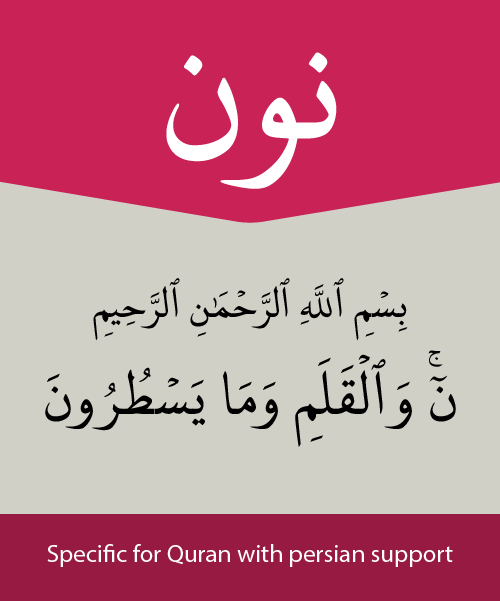 نون
بِسۡمِ ٱللَّهِ ٱلرَّحۡمَٰنِ ٱلرَّحِيمِ
نٓۚ وَٱلۡقَلَمِ وَمَا يَسۡطُرُونَ
Specific for Quran with persian support